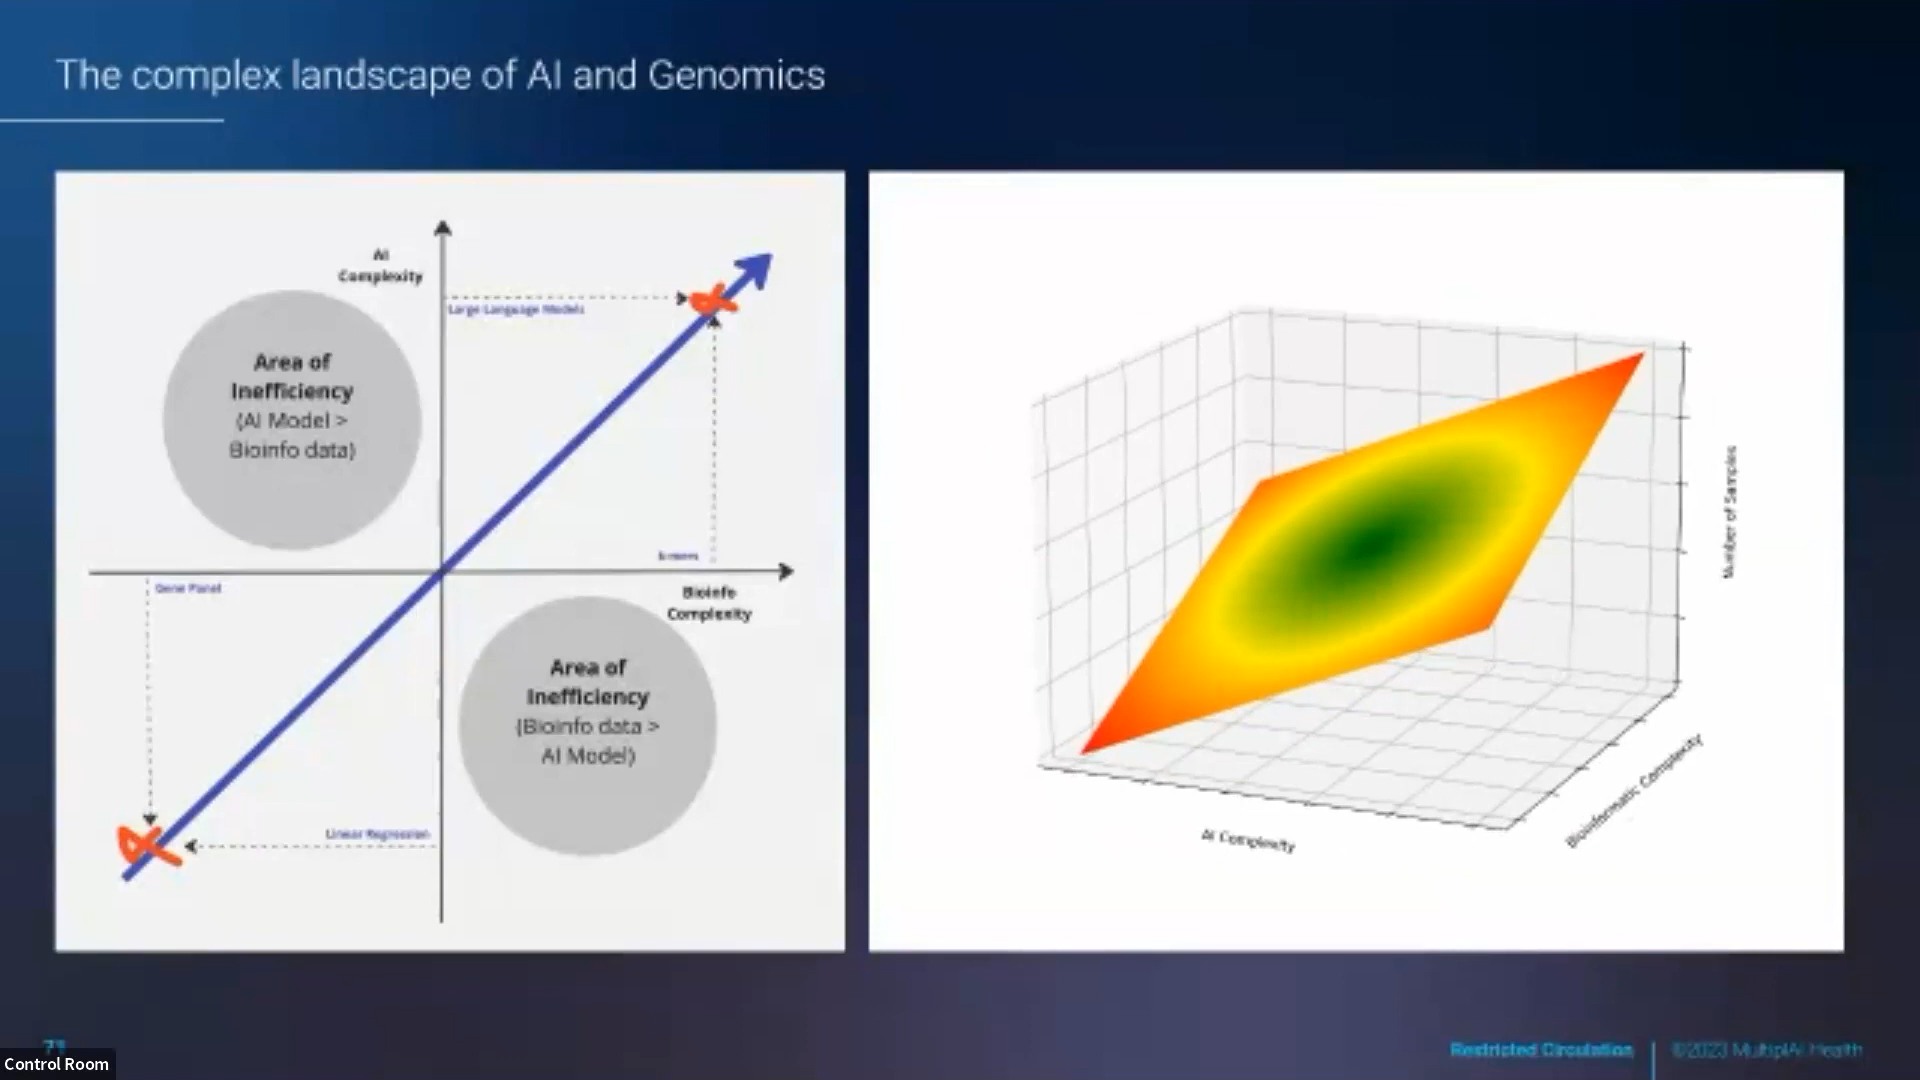 The complex landscape of AI and Genomics
AI
Complexity
Large Language Models
Area of
Inefficiency
(AI Model >
Bioinfo data)
Gene Panel
Bioinfo
Complexity
Area of
Inefficiency
(Bioinfo data >
AI Model)
Linear Regression
Number of Samples
Bioinformatic Complexity
AI Complexity
71
Control Room
Restricted Circulation
©2023 MultiplAI Health